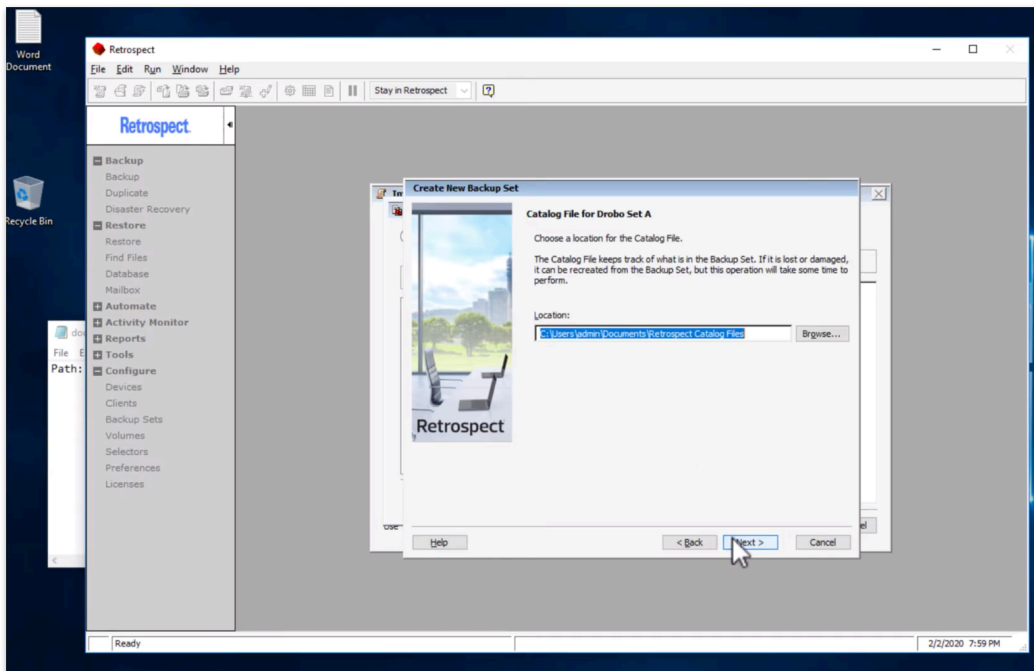 Word
Document
Recycle Bin
Retrospect
File Edit Run Window Help
Stay in Retrospect
Retrospect
Backup
Backup
Duplicate
Disaster Recovery
Restore
Restore
Find Files
Database
Mailbox
Automate
Activity Monitor
Reports
Tools
Configure
Devices
Clients
Backup Sets
Volumes
Selectors
Preferences
Licenses
File
Path:
Create New Backup Set
Catalog File for Drobo Set A
Choose a location for the Catalog File.
The Catalog File keeps track of what is in the Backup Set. If it is lost or damaged,
it can be recreated from the Backup Set, but this operation will take some time to
perform.
Location:
C:\Users\admin\Documents\Retrospect Catalog Files
Browse...
Retrospect
Help
< Back
Next >
Cancel
Ready
2/2/2020 7:59 PM